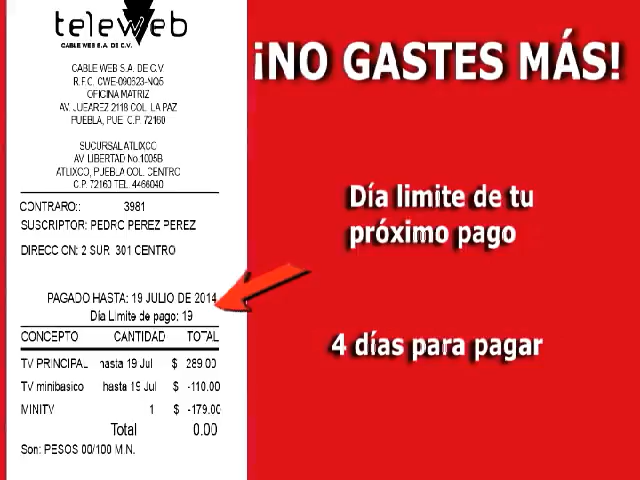 teleweb
CABLE WEB S.A. DE C.V.
CABLE WEB S.A. DE C.V
R.F.C. CWE-090623-NQ5
OFICINA MATRIZ
AV. JUEAREZ 2118 COL. LA PAZ
PUEBLA, PUE. C.P. 72160
SUCURSAL ATLIXCO
AV. LIBERTAD No.1005B
ATLIXCO, PUEBLA COL. CENTRO
C.P. 72160 TEL. 4466040
CONTRARO:: 3981
SUSCRIPTOR: PEDRO PEREZ PEREZ
DIRECCION: 2 SUR 301 CENTRO
PAGADO HASTA: 19 JULIO DE 2014
Día Limite de pago: 19
CONCEPTO CANTIDAD TOTAL
TV PRINCIPAL hasta 19 Jul $ 289.00
TV minibasico hasta 19 Jul $ -110.00
MINITV 1 $ -179.00
Total 0.00
Son: PESOS 00/100 M.N.
¡NO GASTES MÁS!
Día limite de tu
próximo pago
4 días para pagar